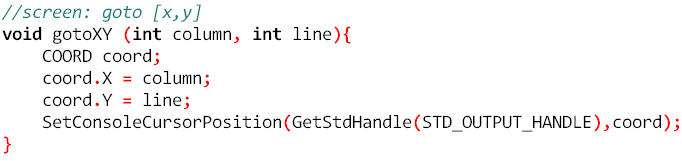 //screen: goto [x,y]
void gotoXY (int column, int line){
    COORD coord;
    coord.X = column;
    coord.Y = line;
    SetConsoleCursorPosition(GetStdHandle(STD_OUTPUT_HANDLE),coord);
}